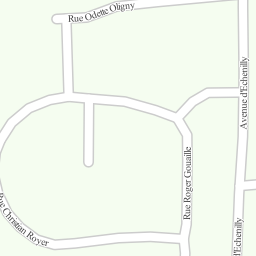 Rue Odette Oligny
Avenue d'Echenilly
Rue Roger Gouaille
Rue Christian Royer
d'Echenilly